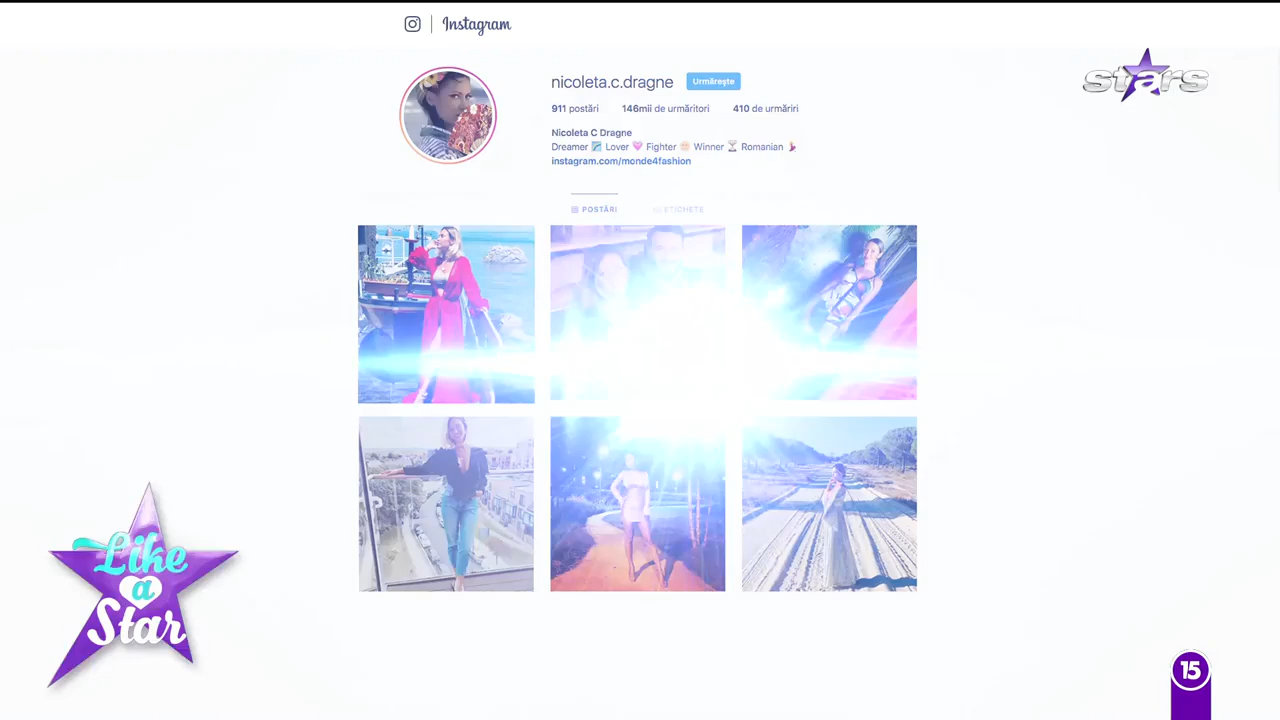 Instagram
stars
nicoleta.c.dragne Urmărește
911 postări 146mii de urmăritori 410 de urmăriri
Nicoleta C Dragne
Dreamer Lover Fighter Winner Romanian
instagram.com/monde4fashion
POSTĂRI ETICHETE
Like
a
Star
15